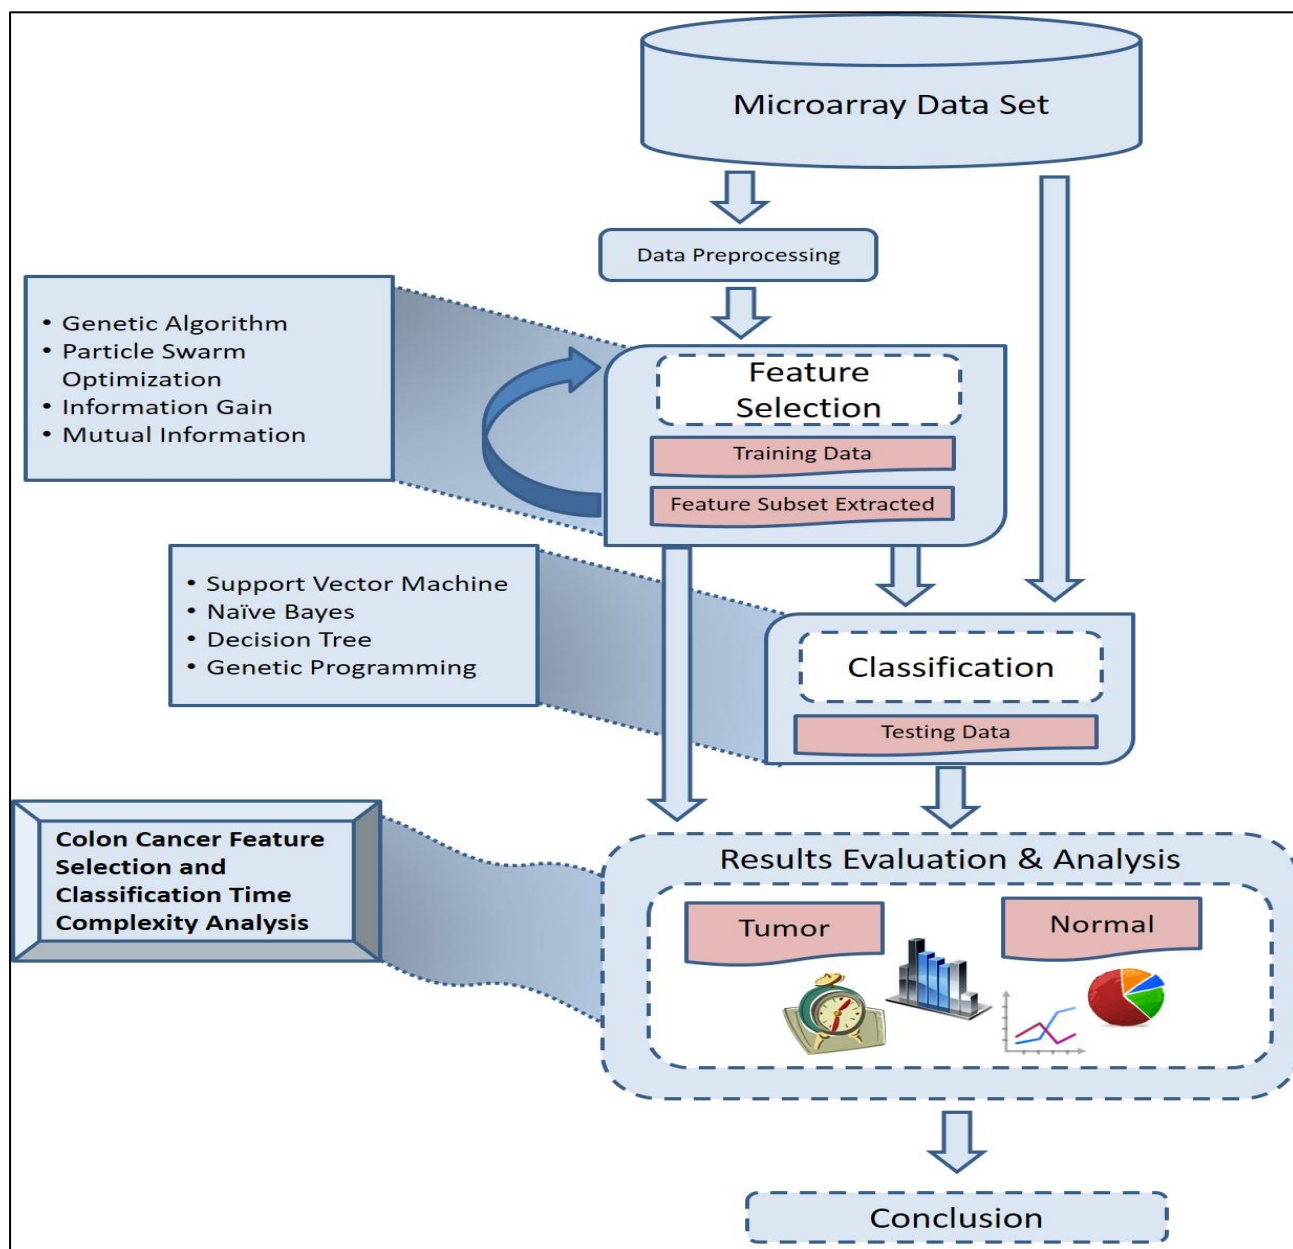 Microarray Data Set
Data Preprocessing
• Genetic Algorithm
• Particle Swarm
Optimization
• Information Gain
• Mutual Information
Feature
Selection
Training Data
Feature Subset Extracted
• Support Vector Machine
• Naïve Bayes
• Decision Tree
• Genetic Programming
Classification
Testing Data
Colon Cancer Feature
Selection and
Classification Time
Complexity Analysis
Results Evaluation & Analysis
Tumor
Normal
Conclusion